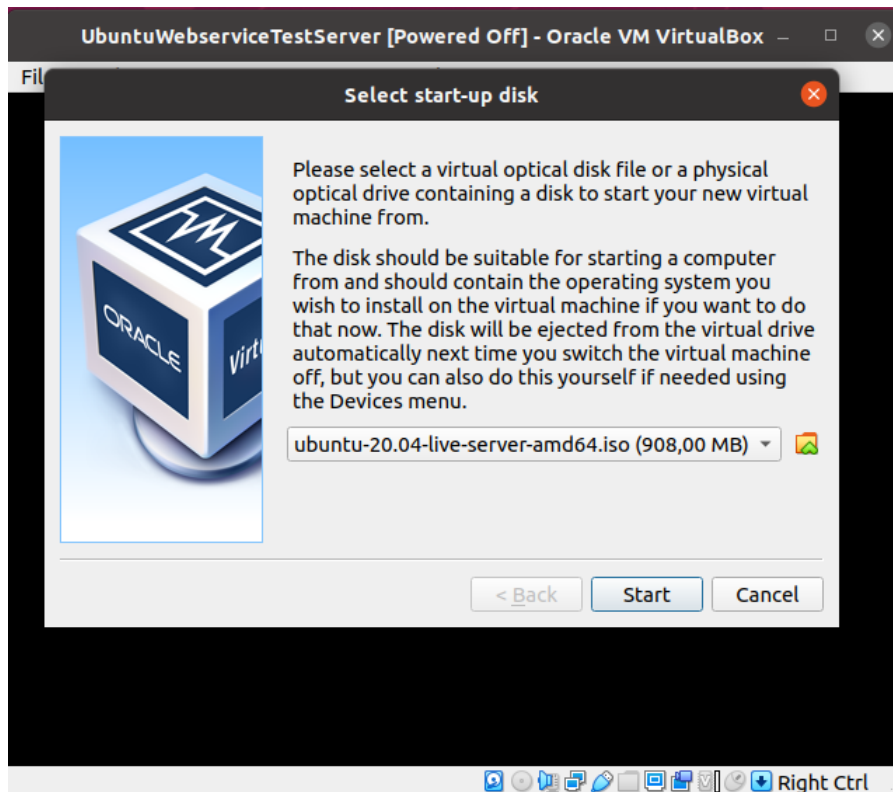 UbuntuWebserviceTestServer [Powered Off] - Oracle VM VirtualBox
Fil
Select start-up disk
Please select a virtual optical disk file or a physical
optical drive containing a disk to start your new virtual
machine from.
The disk should be suitable for starting a computer
from and should contain the operating system you
wish to install on the virtual machine if you want to do
that now. The disk will be ejected from the virtual drive
automatically next time you switch the virtual machine
off, but you can also do this yourself if needed using
the Devices menu.
ORACLE
Virt
ubuntu-20.04-live-server-amd64.iso (908,00 MB)
< Back Start Cancel
Right Ctrl